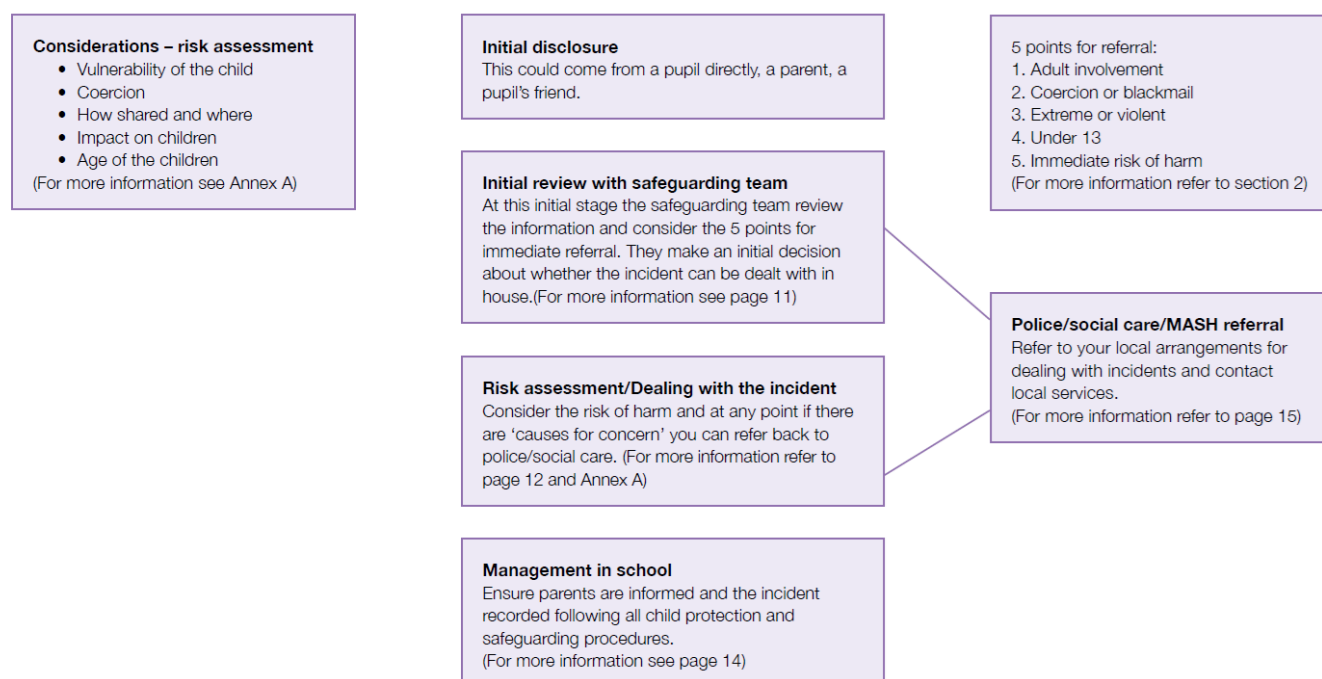 Considerations – risk assessment
• Vulnerability of the child
• Coercion
• How shared and where
• Impact on children
• Age of the children
(For more information see Annex A)
Initial disclosure
This could come from a pupil directly, a parent, a
pupil's friend.
Initial review with safeguarding team
At this initial stage the safeguarding team review
the information and consider the 5 points for
immediate referral. They make an initial decision
about whether the incident can be dealt with in
house.(For more information see page 11)
Risk assessment/Dealing with the incident
Consider the risk of harm and at any point if there
are 'causes for concern' you can refer back to
police/social care. (For more information refer to
page 12 and Annex A)
Management in school
Ensure parents are informed and the incident
recorded following all child protection and
safeguarding procedures.
(For more information see page 14)
5 points for referral:
1. Adult involvement
2. Coercion or blackmail
3. Extreme or violent
4. Under 13
5. Immediate risk of harm
(For more information refer to section 2)
Police/social care/MASH referral
Refer to your local arrangements for
dealing with incidents and contact
local services.
(For more information refer to page 15)